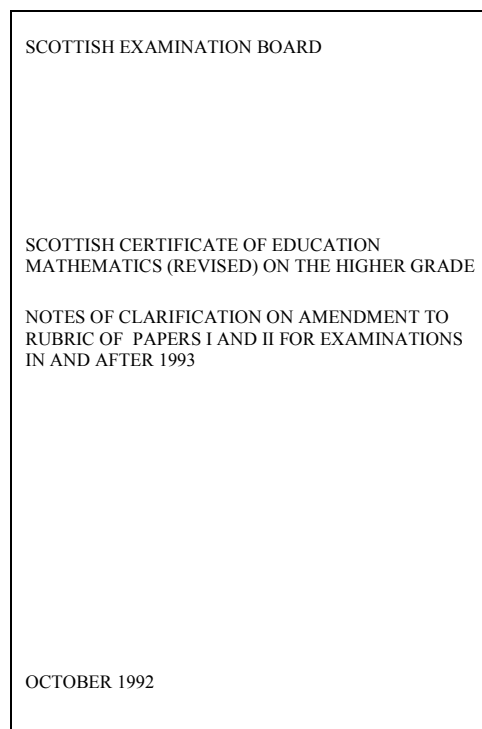 SCOTTISH EXAMINATION BOARD
SCOTTISH CERTIFICATE OF EDUCATION
MATHEMATICS (REVISED) ON THE HIGHER GRADE
NOTES OF CLARIFICATION ON AMENDMENT TO
RUBRIC OF PAPERS I AND II FOR EXAMINATIONS
IN AND AFTER 1993
OCTOBER 1992